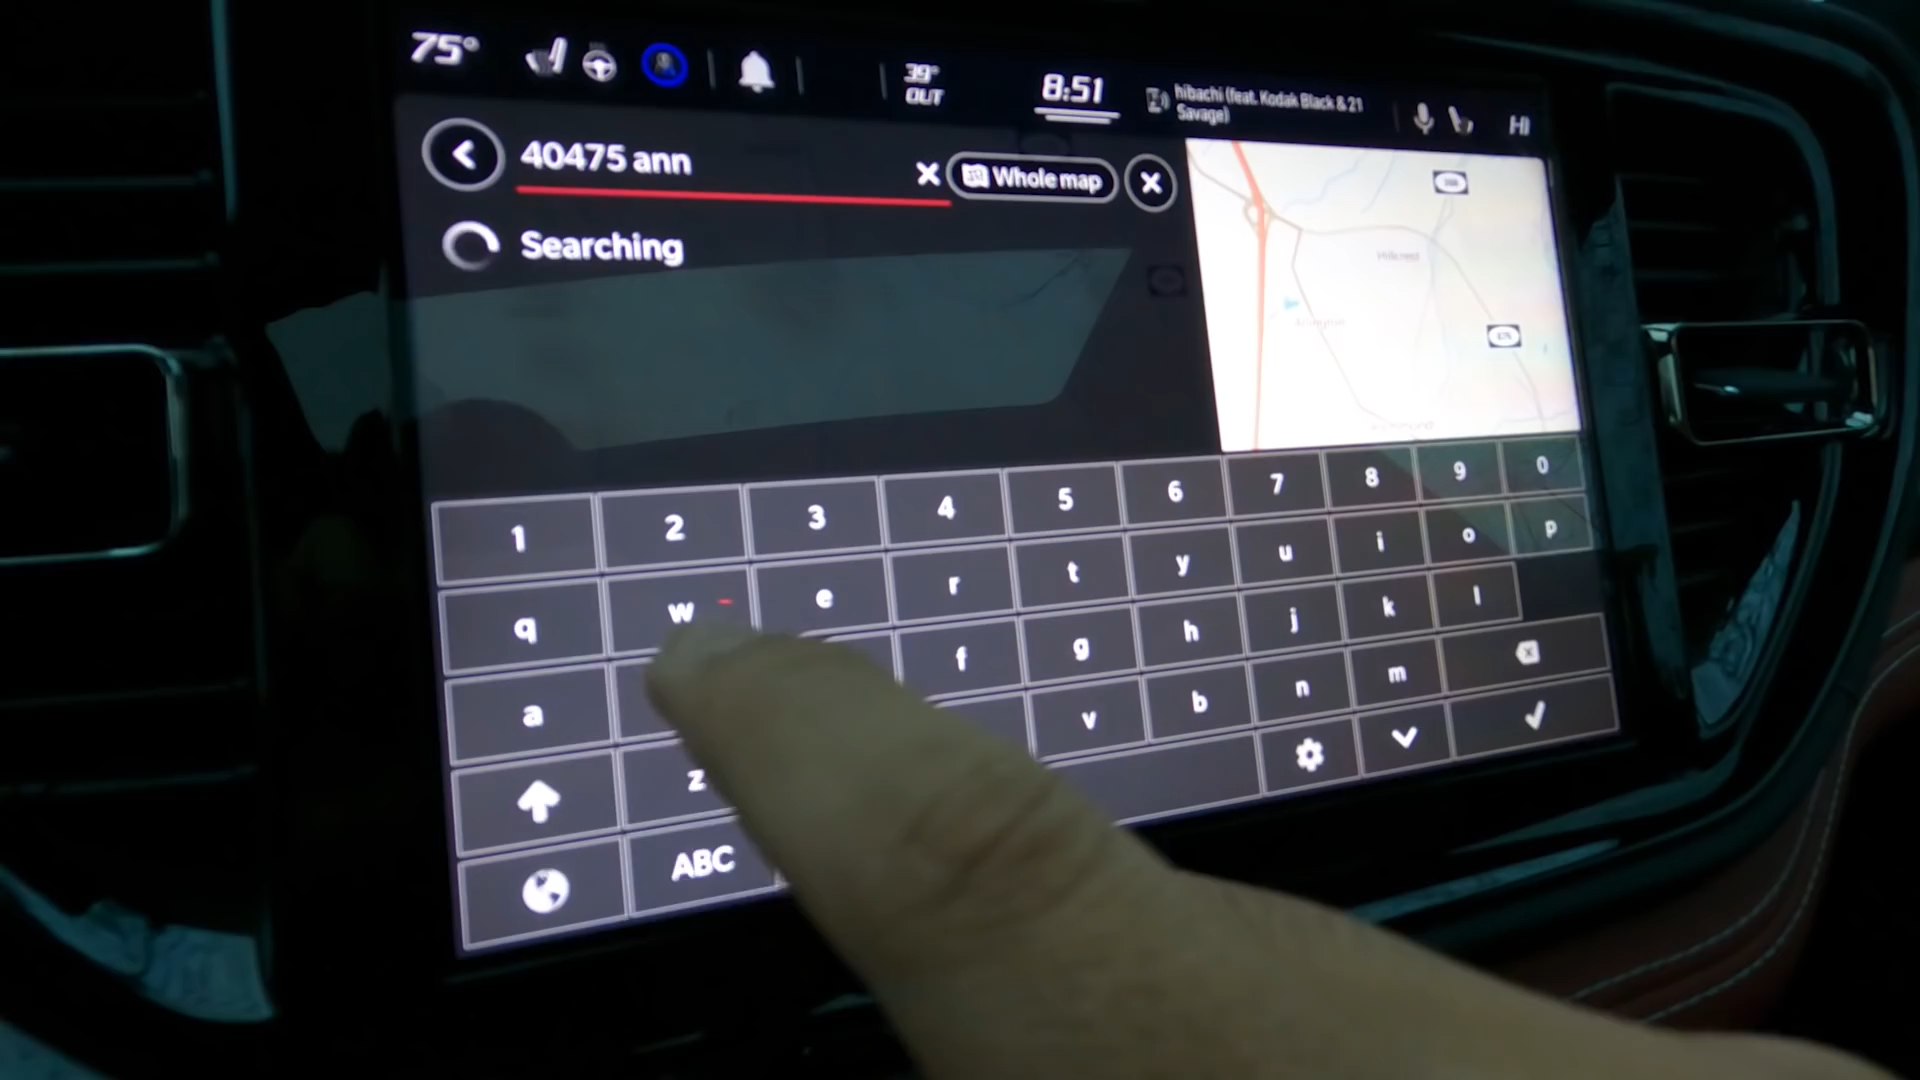 75°
39°
OUT
8:51
hibachi (feat. Kodak Black & 21
Savage)
HI
40475 ann
Whole map
Searching
Hillcrest
1 2 3 4 5 6 7 8 9 0
q w e r t y u i o p
a f g h j k l
z v b n m
ABC